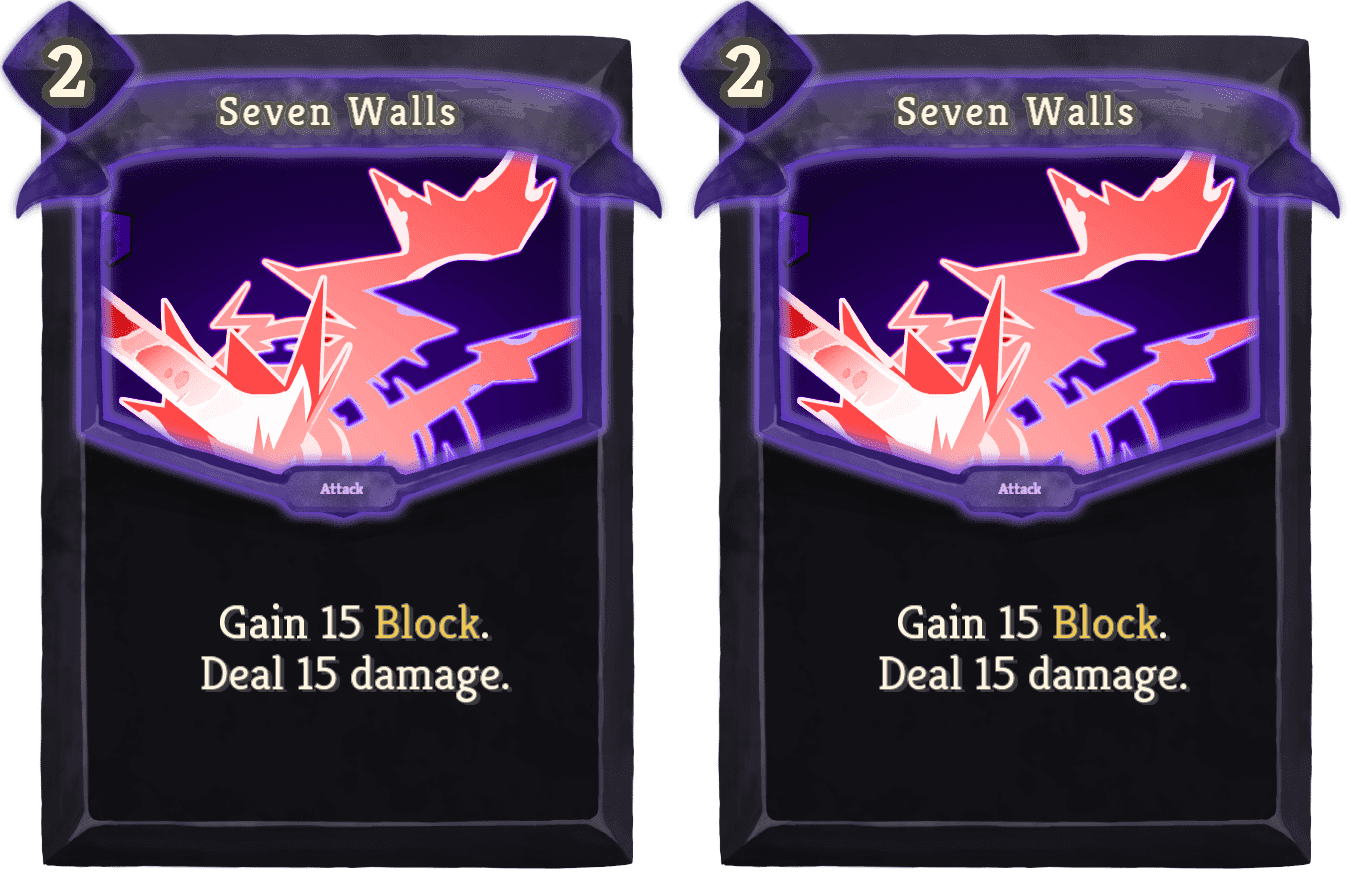 2
Seven Walls
Attack
Gain 15 Block.
Deal 15 damage.
2
Seven Walls
Attack
Gain 15 Block.
Deal 15 damage.